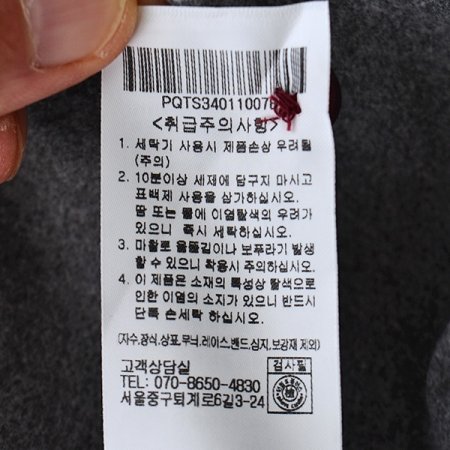 PQTS34011007
<취급주의사항>
1. 세탁기 사용시 제품손상 우려됨
(주의)
2. 10분이상 세제에 담구지 마시고
표백제 사용을 삼가하십시오.
땀 또는 물에 이염탈색의 우려가
있으니 즉시 세탁하십시오.
3. 마찰로 올뜯김이나 보푸라기 발생
할 수 있으니 착용시 주의하십시오.
4. 이 제품은 소재의 특성상 탈색으로
인한 이염의 소지가 있으니 반드시
단독 손세탁 하십시오.
(자수,장식,상표,무늬,레이스,밴드,심지,보강재 제외)
고객상담실
TEL: 070-8650-4830
서울중구퇴계로6길3-24
검사필